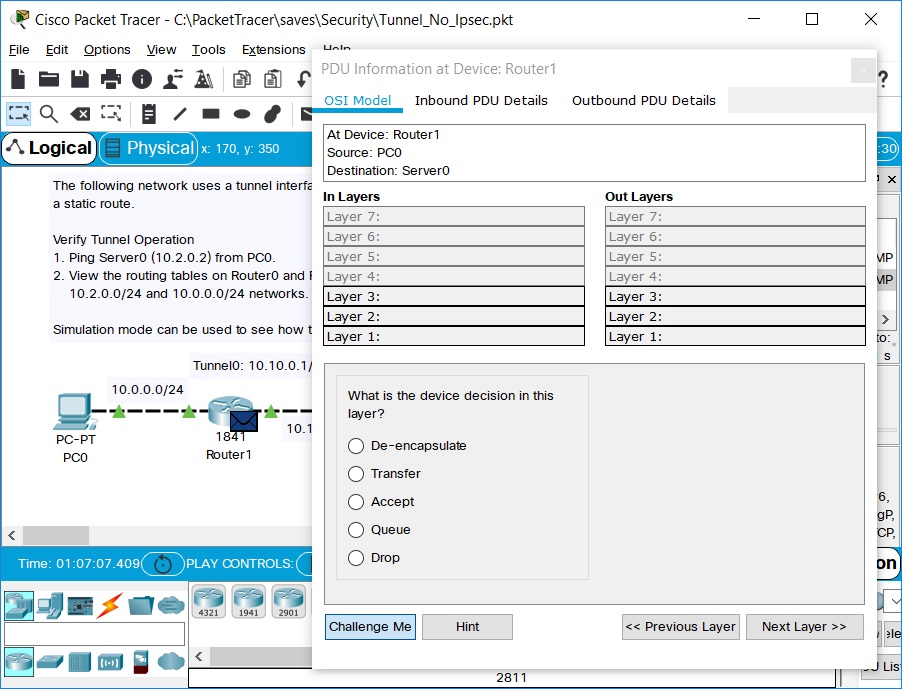 Cisco Packet Tracer - C:\PacketTracer\saves\Security\Tunnel_No_Ipsec.pkt
File Edit Options View Tools Extensions Help
PDU Information at Device: Router1
OSI Model Inbound PDU Details Outbound PDU Details
Logical Physical x: 170, y: 350
:30)
At Device: Router1
Source: PC0
Destination: Server0
In Layers Out Layers
Layer 7: Layer 7:
Layer 6: Layer 6:
Layer 5: Layer 5:
Layer 4: Layer 4:
Layer 3: Layer 3:
Layer 2: Layer 2:
Layer 1: Layer 1:
The following network uses a tunnel interfa
a static route.
Verify Tunnel Operation
1. Ping Server0 (10.2.0.2) from PC0.
2. View the routing tables on Router0 and
10.2.0.0/24 and 10.0.0.0/24 networks.
Simulation mode can be used to see how t
Tunnel0: 10.10.0.1/
10.0.0.0/24
10.1
PC-PT
PC0
1841
Router1
What is the device decision in this
layer?
De-encapsulate
Transfer
Accept
Queue
Drop
Challenge Me Hint << Previous Layer Next Layer >>
MP
MP
to:
s
6,
gP,
CP,
on
Time: 01:07:07.409 PLAY CONTROLS:
4321 1941 2901
2811